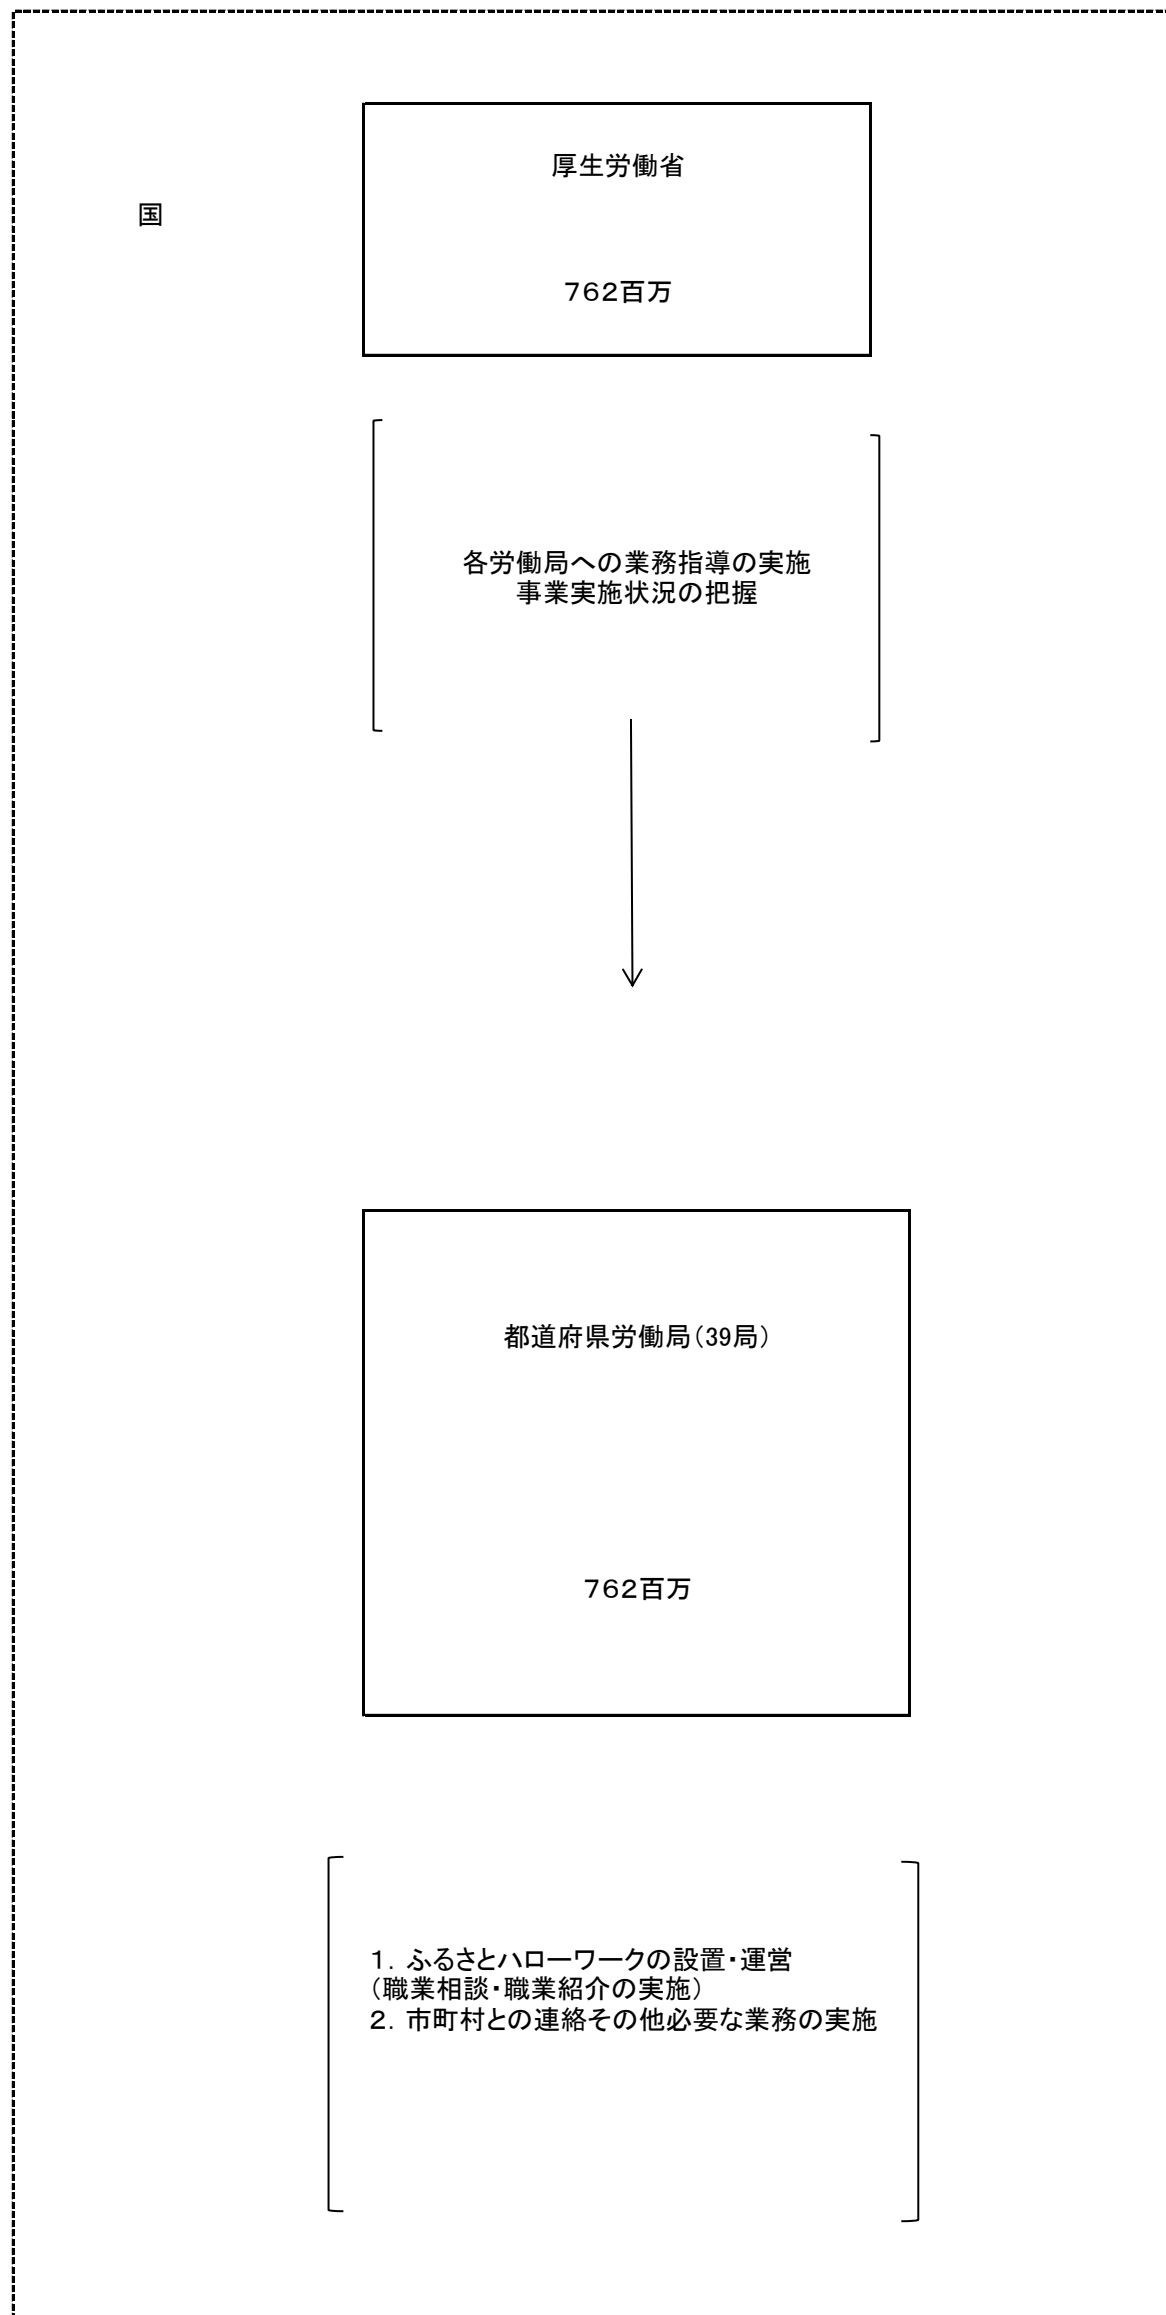 厚生労働省
国
762百万
各労働局への業務指導の実施
事業実施状況の把握
都道府県労働局（39局）
762百万
１．ふるさとハローワークの設置・運営
（職業相談・職業紹介の実施）
２．市町村との連絡その他必要な業務の実施